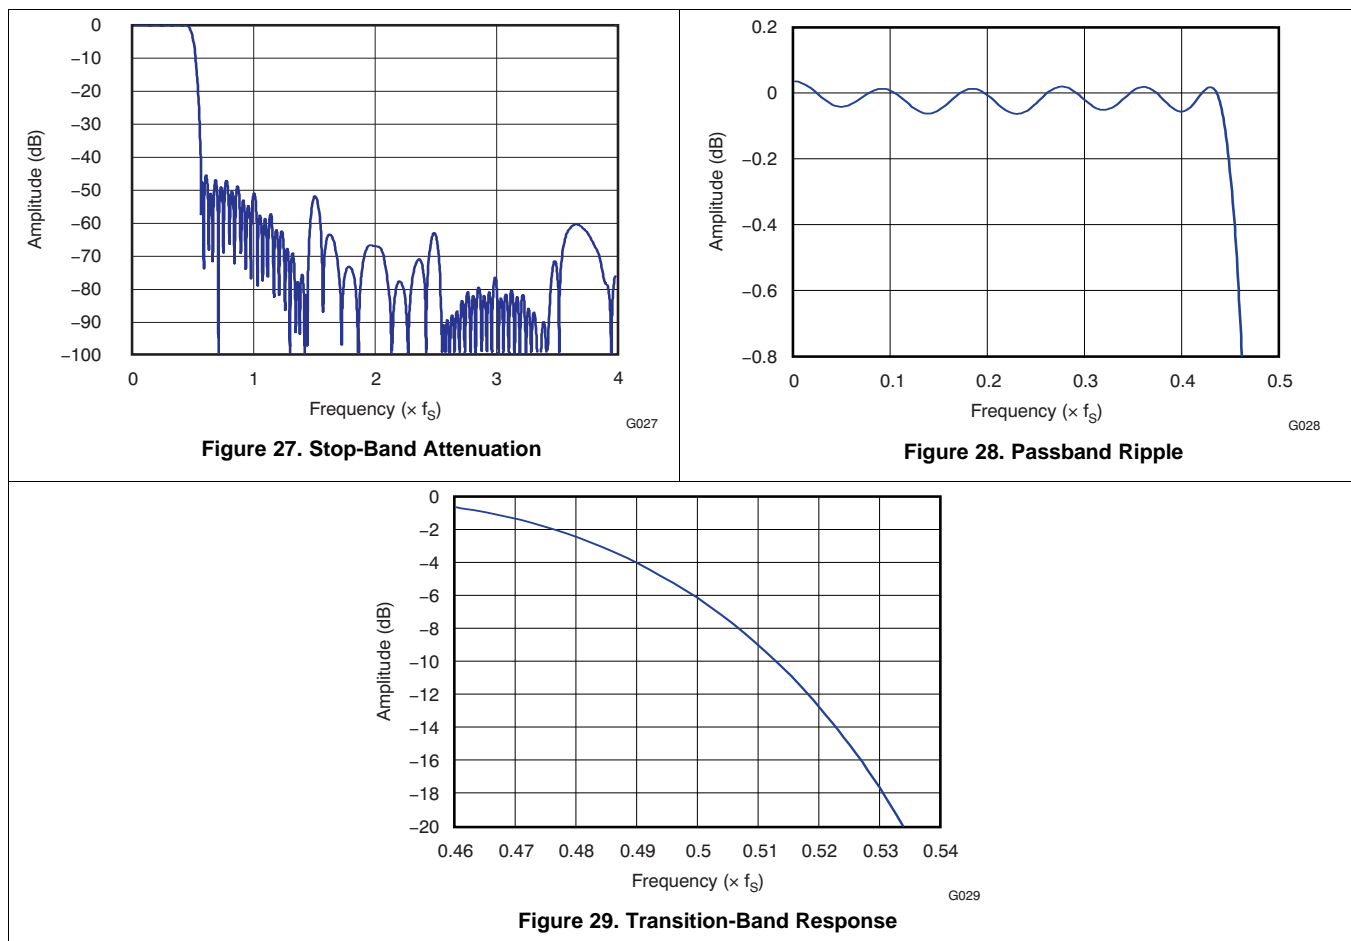 0
−10
−20
−30
−40
−50
−60
−70
−80
−90
−100
Amplitude (dB)
0 1 2 3 4
Frequency (× fS)
G027
Figure 27. Stop-Band Attenuation
0.2
0
−0.2
−0.4
−0.6
−0.8
Amplitude (dB)
0 0.1 0.2 0.3 0.4 0.5
Frequency (× fS)
G028
Figure 28. Passband Ripple
0
−2
−4
−6
−8
−10
−12
−14
−16
−18
−20
Amplitude (dB)
0.46 0.47 0.48 0.49 0.5 0.51 0.52 0.53 0.54
Frequency (× fS)
G029
Figure 29. Transition-Band Response